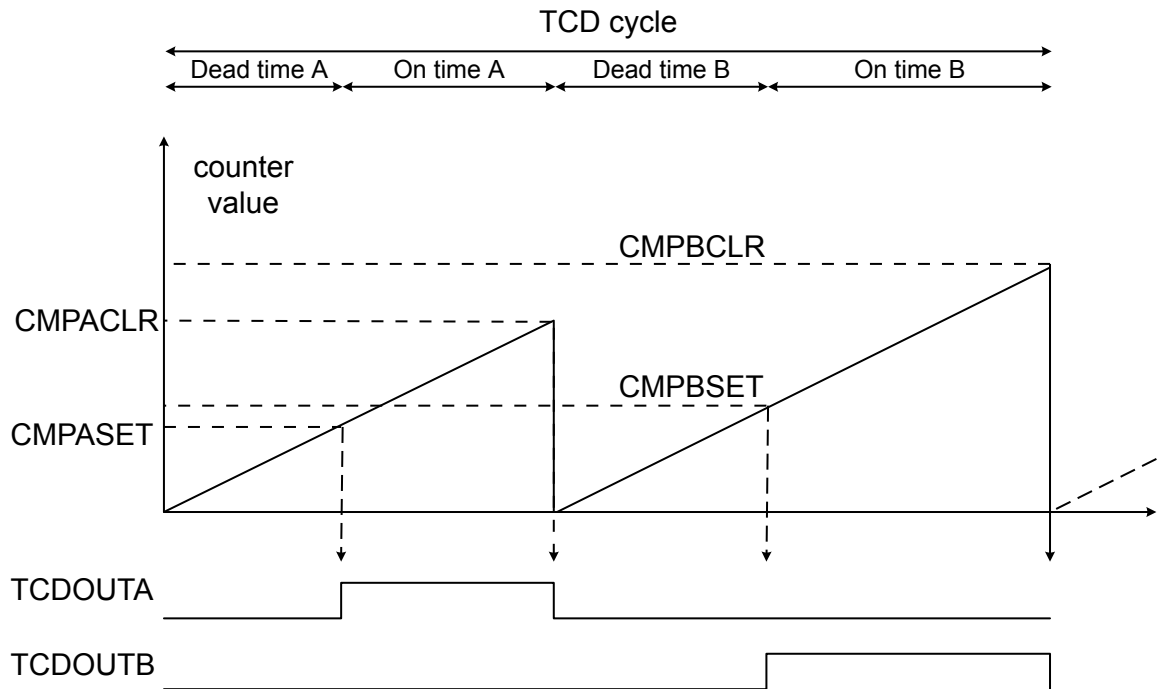 TCD cycle
Dead time A
On time A
Dead time B
On time B
counter
value
CMPBCLR
CMPACLR
CMPBSET
CMPASET
TCDOUTA
TCDOUTB